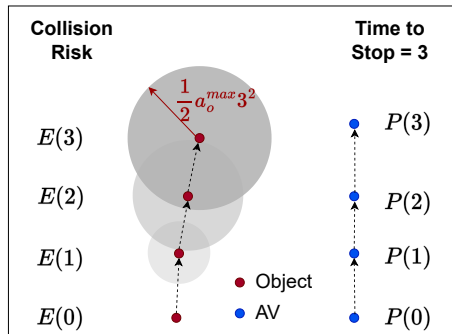 Collision
Risk
Time to
Stop = 3
\frac{1}{2} a_o^{max} 3^2
E(3)
P(3)
E(2)
P(2)
E(1)
P(1)
Object
E(0)
AV
P(0)